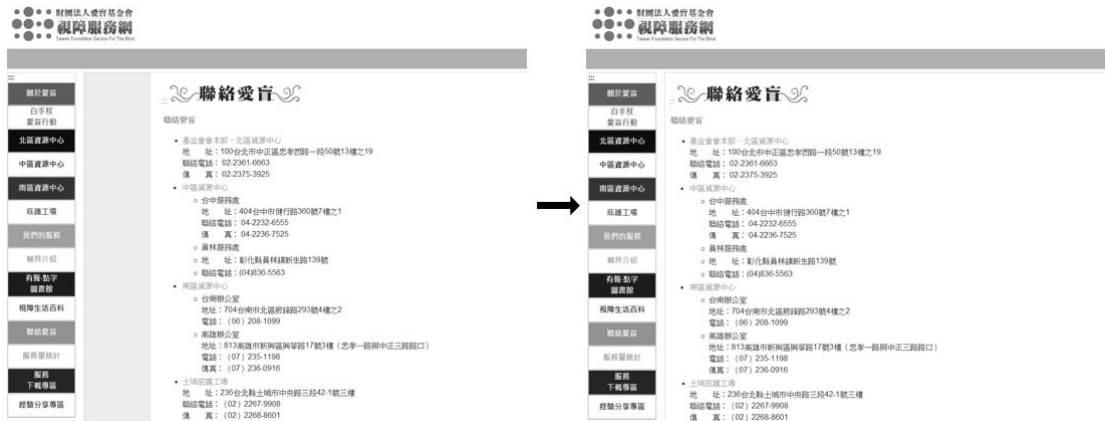 財團法人愛盲基金會
視障服務網
Taiwan Foundation Service For The Blind
:::
關於愛盲
白手杖
愛盲行動
北區資源中心
中區資源中心
南區資源中心
庇護工場
我們的服務
輔具介紹
有聲‧點字
圖書館
視障生活百科
聯絡愛盲
服務量統計
服務
下載專區
經驗分享專區
:::
聯絡愛盲
聯絡愛盲
基金會會本部、北區資源中心
地 址：100台北市中正區忠孝西路一段50號13樓之19
聯絡電話： 02-2361-6663
傳 真： 02-2375-3925
中區資源中心
台中服務處
地 址：404台中市健行路360號7樓之1
聯絡電話： 04-2232-6555
傳 真： 04-2236-7525
員林服務處
地 址：彰化縣員林鎮新生路139號
聯絡電話：(04)836-5563
南區資源中心
台南辦公室
地址：704台南市北區前鋒路293號4樓之2
電話：（06）208-1099
高雄辦公室
地址：813高雄市新興區興華路17號3樓（忠孝一路與中正三路路口）
電話：（07）235-1198
傳真：（07）236-0916
土城庇護工場
地 址：236台北縣土城市中央路三段42-1號三樓
聯絡電話：（02）2267-9908
傳 真：（02）2268-8601
財團法人愛盲基金會
視障服務網
Taiwan Foundation Service For The Blind
:::
關於愛盲
白手杖
愛盲行動
北區資源中心
中區資源中心
南區資源中心
庇護工場
我們的服務
輔具介紹
有聲‧點字
圖書館
視障生活百科
聯絡愛盲
服務量統計
服務
下載專區
經驗分享專區
:::
聯絡愛盲
聯絡愛盲
基金會會本部、北區資源中心
地 址：100台北市中正區忠孝西路一段50號13樓之19
聯絡電話： 02-2361-6663
傳 真： 02-2375-3925
中區資源中心
台中服務處
地 址：404台中市健行路360號7樓之1
聯絡電話： 04-2232-6555
傳 真： 04-2236-7525
員林服務處
地 址：彰化縣員林鎮新生路139號
聯絡電話：(04)836-5563
南區資源中心
台南辦公室
地址：704台南市北區前鋒路293號4樓之2
電話：（06）208-1099
高雄辦公室
地址：813高雄市新興區興華路17號3樓（忠孝一路與中正三路路口）
電話：（07）235-1198
傳真：（07）236-0916
土城庇護工場
地 址：236台北縣土城市中央路三段42-1號三樓
聯絡電話：（02）2267-9908
傳 真：（02）2268-8601